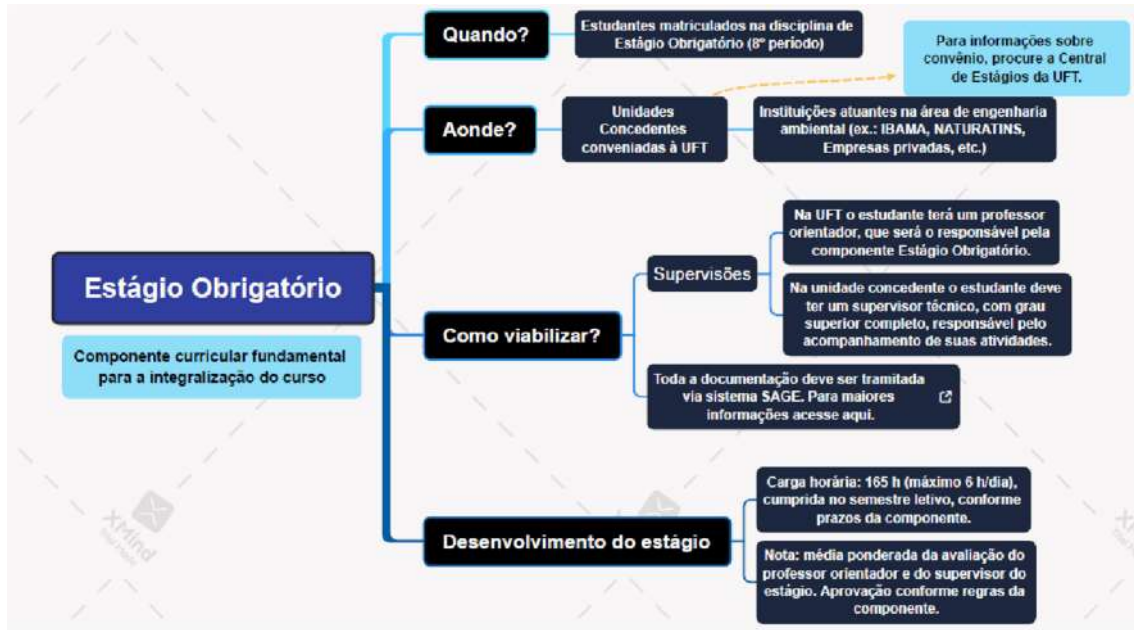 Quando?
Estudantes matriculados na disciplina de
Estágio Obrigatório (8º período)
Para informações sobre
convênio, procure a Central
de Estágios da UFT.
Aonde?
Unidades
Concedentes
conveniadas à UFT
Instituições atuantes na área de engenharia
ambiental (ex.: IBAMA, NATURATINS,
Empresas privadas, etc.)
Estágio Obrigatório
Componente curricular fundamental
para a integralização do curso
Como viabilizar?
Supervisões
Na UFT o estudante terá um professor
orientador, que será o responsável pela
componente Estágio Obrigatório.
Na unidade concedente o estudante deve
ter um supervisor técnico, com grau
superior completo, responsável pelo
acompanhamento de suas atividades.
Toda a documentação deve ser tramitada
via sistema SAGE. Para maiores
informações acesse aqui.
Desenvolvimento do estágio
Carga horária: 165 h (máximo 6 h/dia),
cumprida no semestre letivo, conforme
prazos da componente.
Nota: média ponderada da avaliação do
professor orientador e do supervisor do
estágio. Aprovação conforme regras da
componente.
XMind